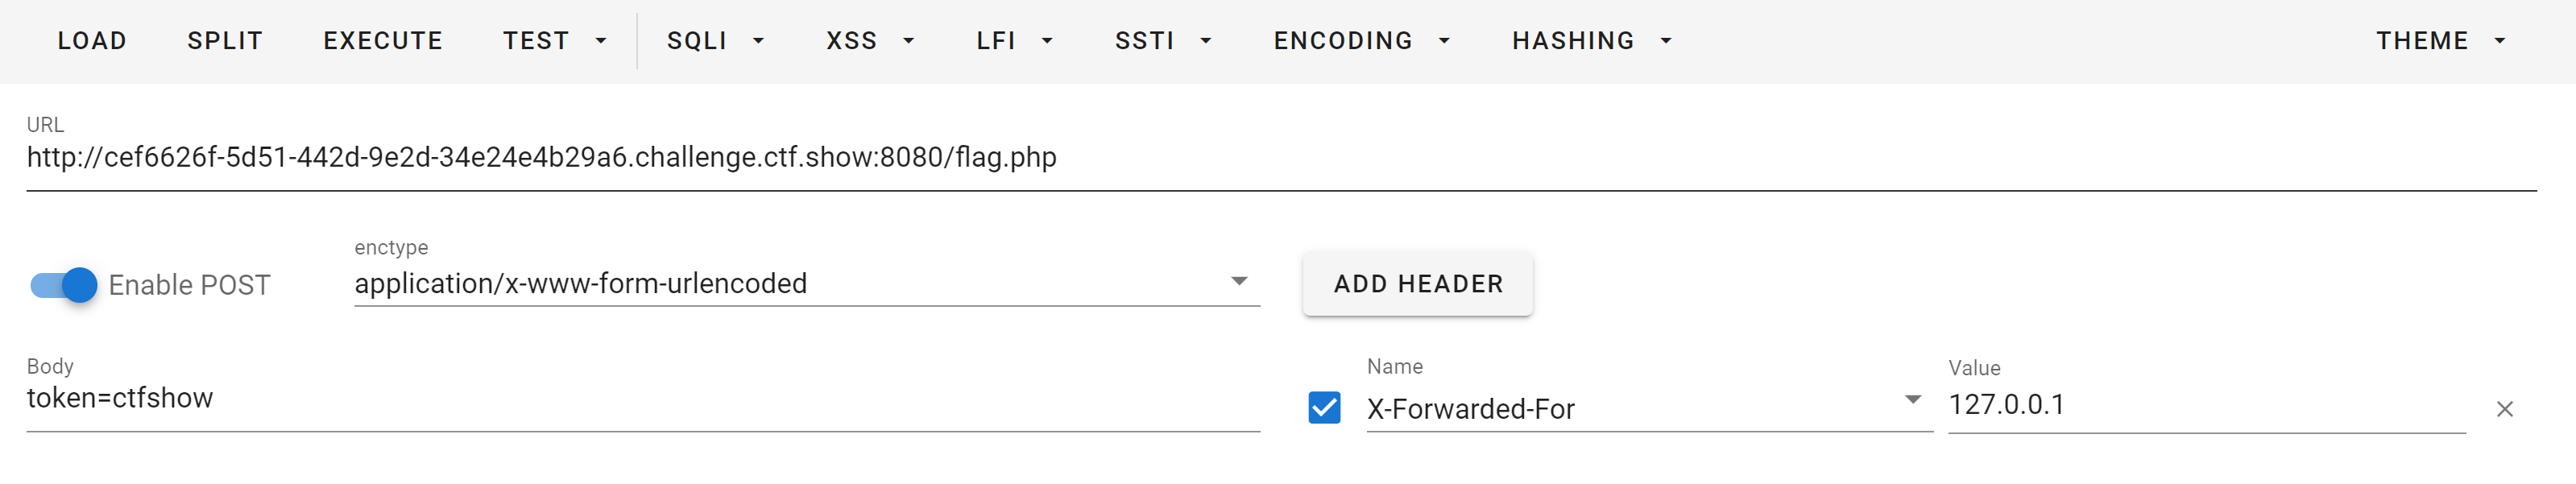 LOAD SPLIT EXECUTE TEST SQLI XSS LFI SSTI ENCODING HASHING THEME
URL
http://cef6626f-5d51-442d-9e2d-34e24e4b29a6.challenge.ctf.show:8080/flag.php
Enable POST
enctype
application/x-www-form-urlencoded
ADD HEADER
Body
token=ctfshow
Name
X-Forwarded-For
Value
127.0.0.1